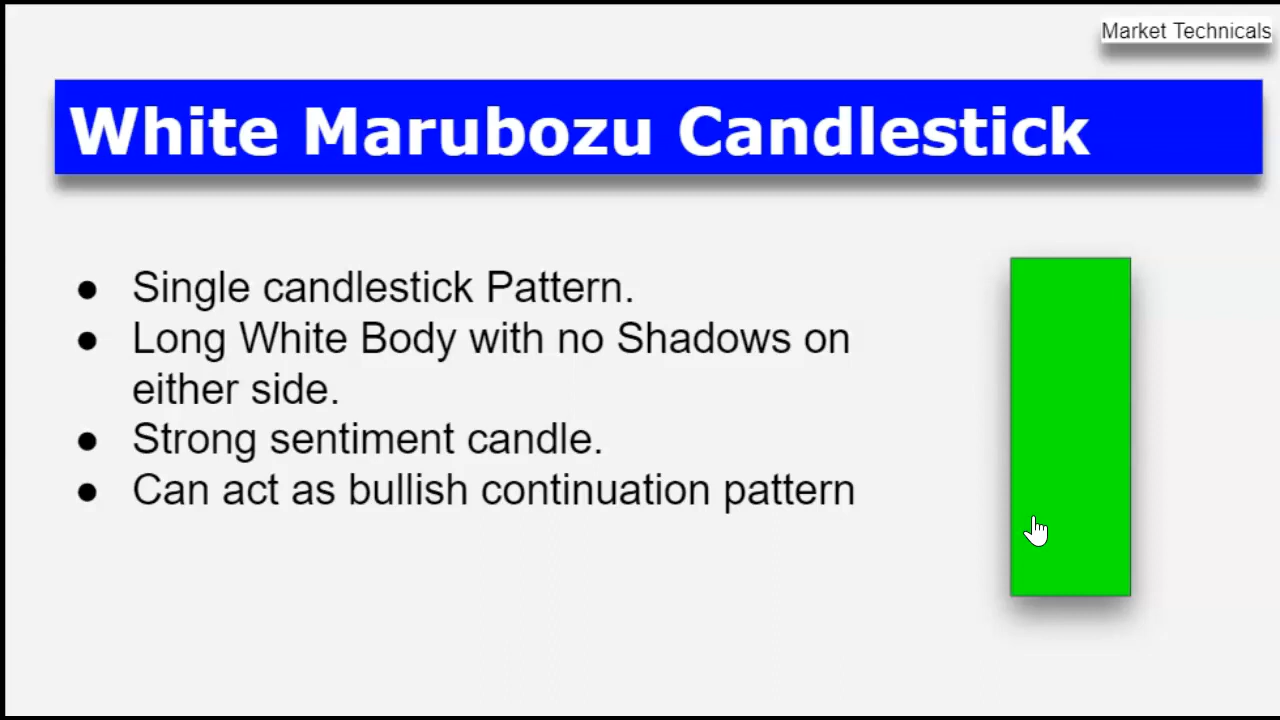 Market Technicals
White Marubozu Candlestick
● Single candlestick Pattern.
● Long White Body with no Shadows on
either side.
● Strong sentiment candle.
● Can act as bullish continuation pattern